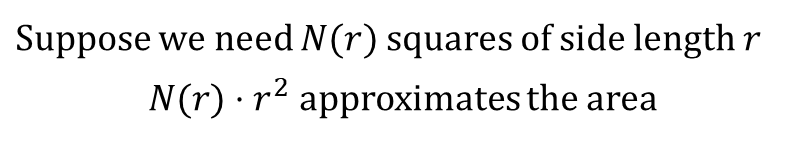 Suppose we need N(r) squares of side length r
N(r) · r² approximates the area